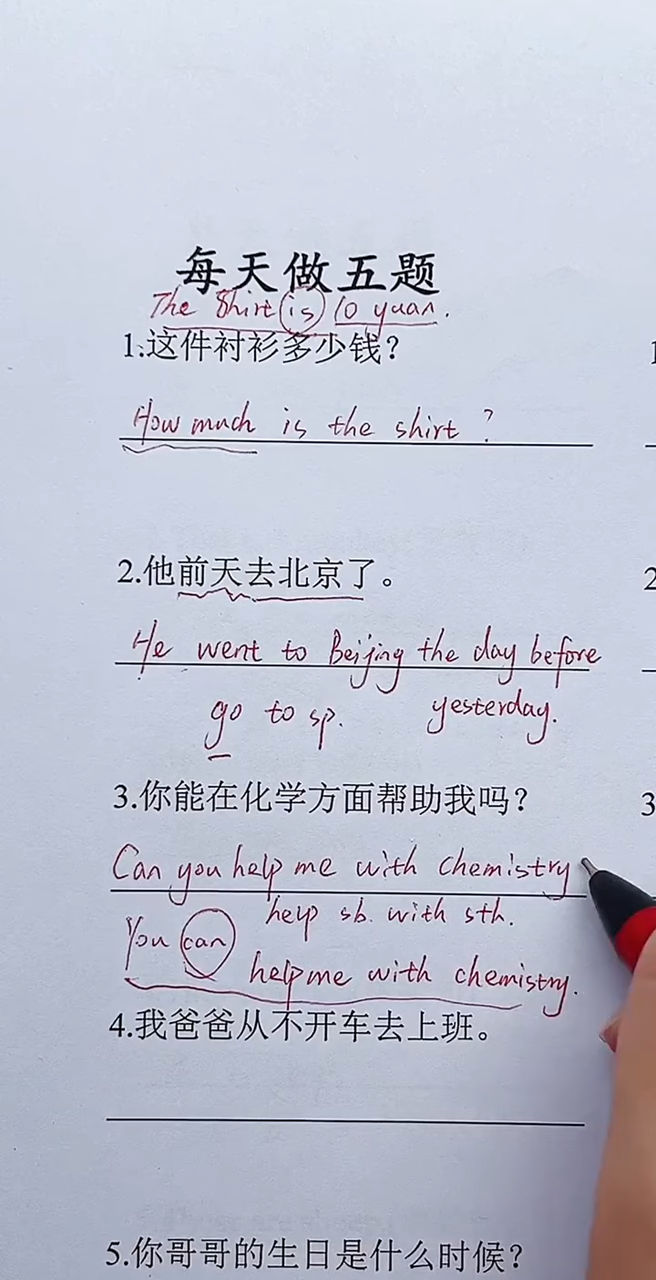 每天做五题
The Shirt is 10 yuan.
1:这件衬衫多少钱?
How much is the shirt?
2.他前天去北京了。
He went to Beijing the day before
yesterday.
go to sp.
3.你能在化学方面帮助我吗?
Can you help me with chemistry
help sb. with sth.
You can help me with chemistry.
4.我爸爸从不开车去上班。
5.你哥哥的生日是什么时候?
1
2
3